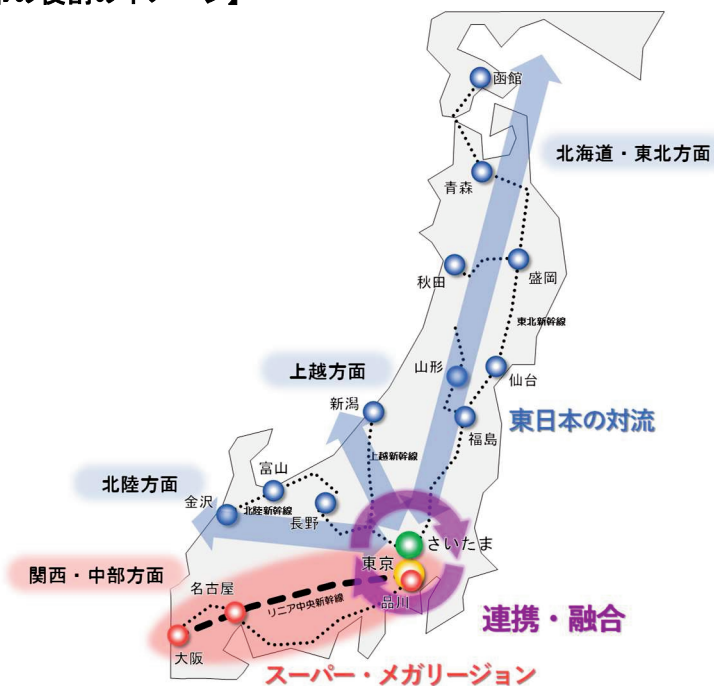 函館
北海道・東北方面
青森
秋田
盛岡
東北新幹線
上越方面
山形
仙台
新潟
福島
東日本の対流
上越新幹線
北陸方面
富山
金沢
北陸新幹線
長野
さいたま
東京
関西・中部方面
名古屋
リニア中央新幹線
品川
連携・融合
大阪
スーパー・メガリージョン